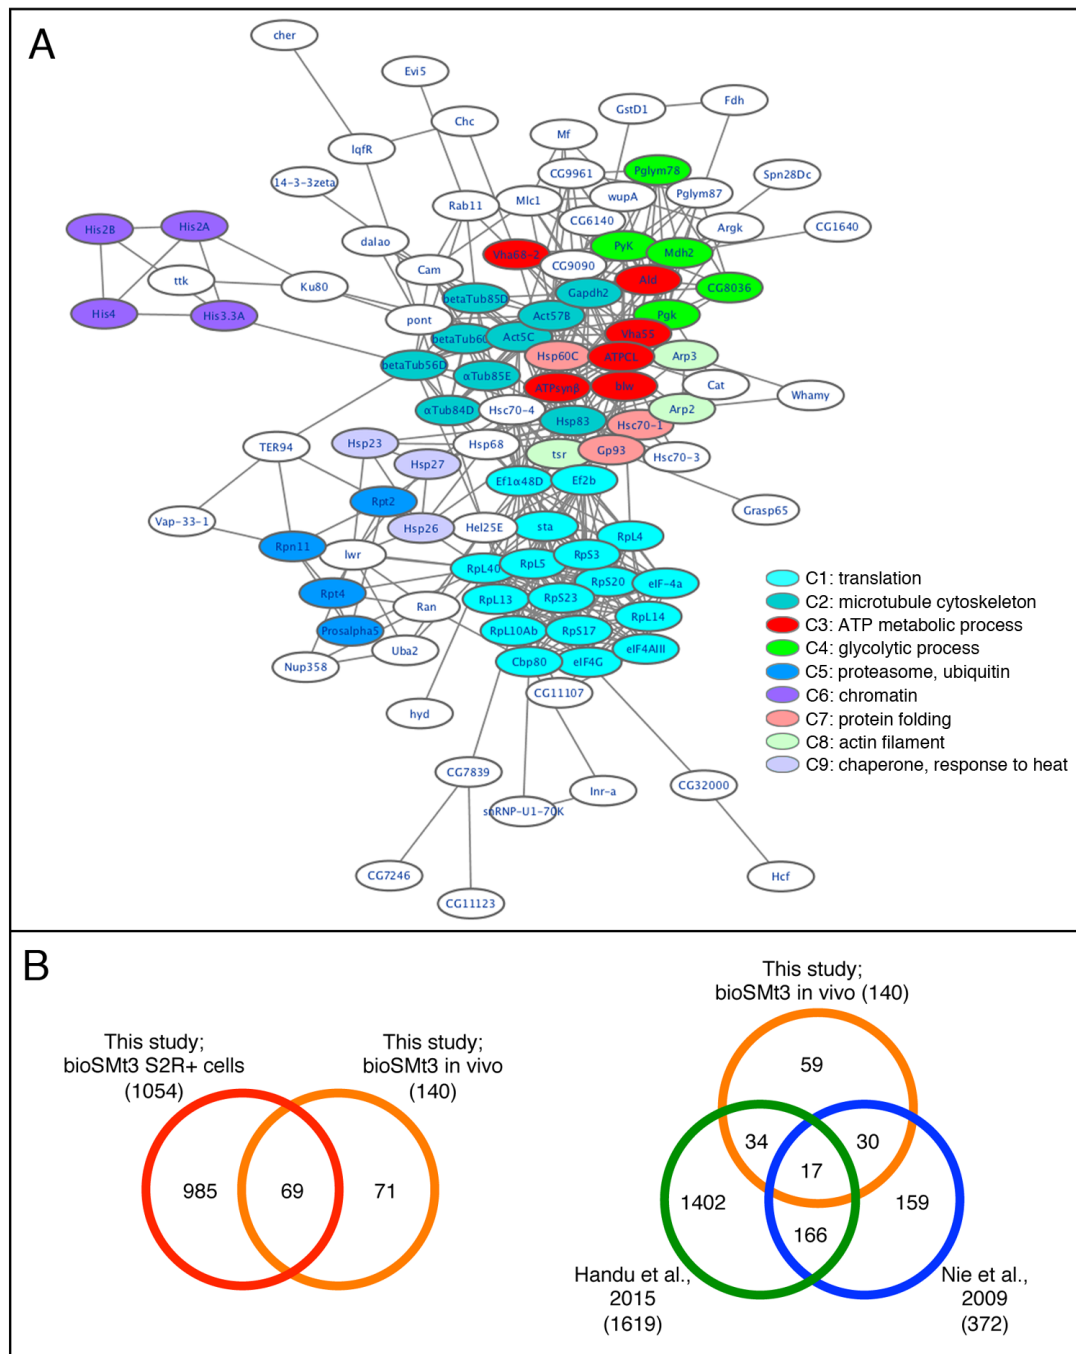 A
cher
Evi5
Fdh
GstD1
Chc
Mf
lqfR
CG9961
Pglym78
Spn28Dc
14-3-3zeta
Pglym87
wupA
Mlc1
Rab11
His2B
His2A
CG6140
Argk
CG1640
dalao
PyK
Mdh2
Vha68-2
CG9090
Cam
ttk
Ald
Ku80
CG8036
Gapdh2
betaTub85D
His4
His3.3A
pont
Act57B
Pgk
Act5C
Vha55
betaTub60
Hsp60C
ATPCL
Arp3
betaTub56D
αTub85E
Cat
ATPsynβ
blw
Whamy
αTub84D
Hsc70-4
Arp2
Hsp83
Hsc70-1
TER94
Hsp23
Hsp68
Gp93
Hsc70-3
tsr
Hsp27
Ef1α48D
Ef2b
Rpt2
Grasp65
Vap-33-1
Hsp26
Hel25E
sta
RpL4
Rpn11
lwr
RpS3
RpL40
RpL5
RpS20
eIF-4a
Rpt4
RpL13
RpS23
Ran
RpL14
Prosalpha5
RpL10Ab
RpS17
Uba2
eIF4AIII
Nup358
Cbp80
eIF4G
CG11107
hyd
CG7839
Inr-a
CG32000
snRNP-U1-70K
CG7246
Hcf
CG11123
C1: translation
C2: microtubule cytoskeleton
C3: ATP metabolic process
C4: glycolytic process
C5: proteasome, ubiquitin
C6: chromatin
C7: protein folding
C8: actin filament
C9: chaperone, response to heat
B
This study;
bioSMt3 S2R+ cells
(1054)
This study;
bioSMt3 in vivo
(140)
985
69
71
This study;
bioSMt3 in vivo (140)
59
34
30
17
1402
159
166
Handu et al.,
2015
(1619)
Nie et al.,
2009
(372)